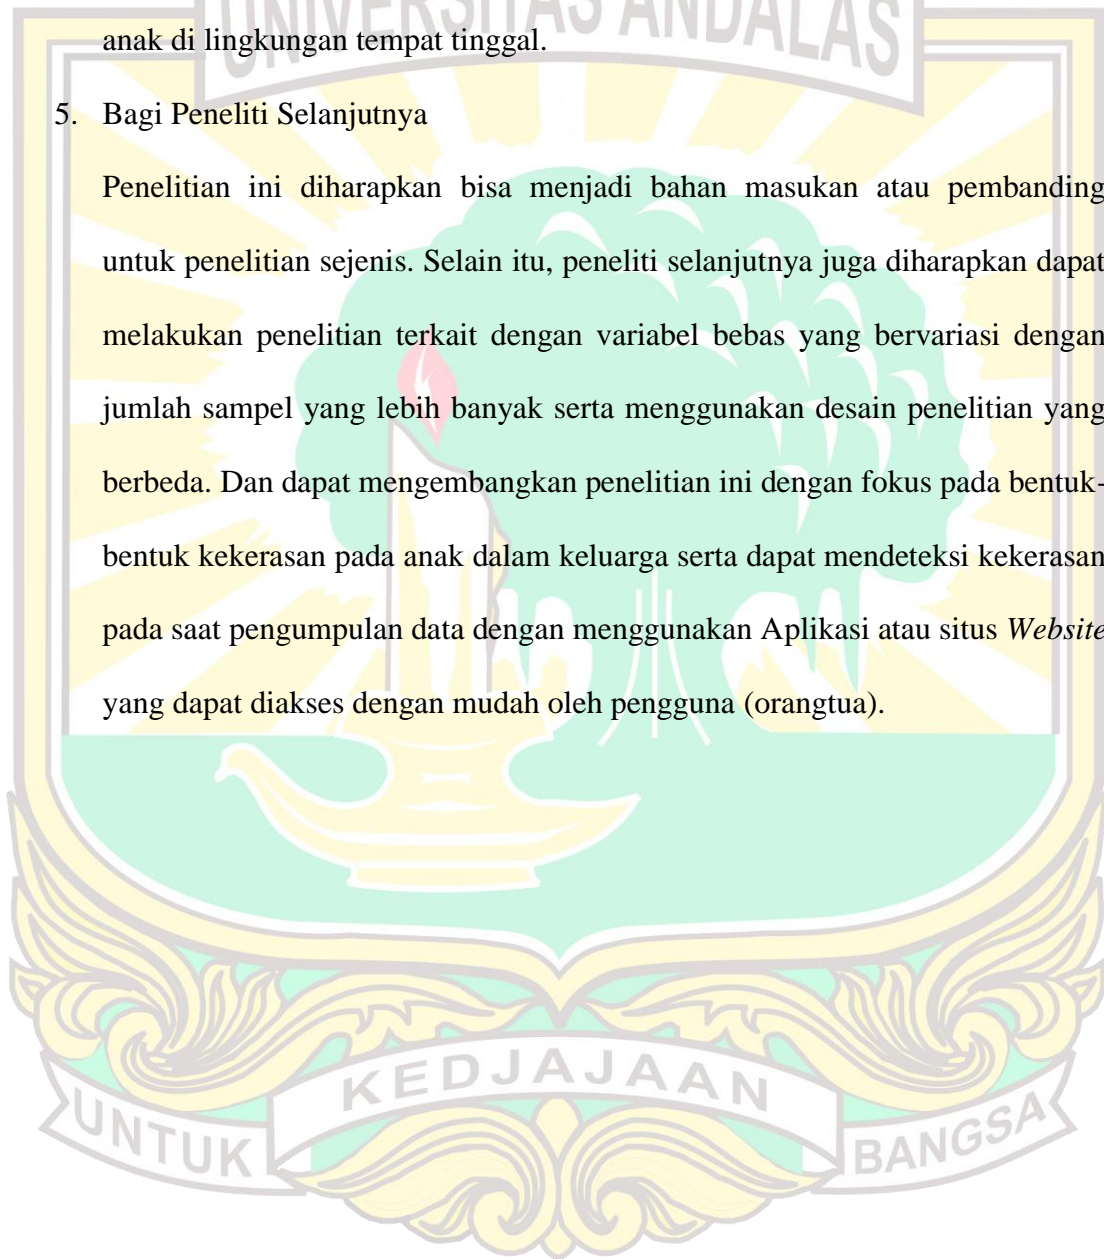 UNIVERSITAS ANDALAS
anak di lingkungan tempat tinggal.
5. Bagi Peneliti Selanjutnya
Penelitian ini diharapkan bisa menjadi bahan masukan atau pembanding
untuk penelitian sejenis. Selain itu, peneliti selanjutnya juga diharapkan dapat
melakukan penelitian terkait dengan variabel bebas yang bervariasi dengan
jumlah sampel yang lebih banyak serta menggunakan desain penelitian yang
berbeda. Dan dapat mengembangkan penelitian ini dengan fokus pada bentuk-
bentuk kekerasan pada anak dalam keluarga serta dapat mendeteksi kekerasan
pada saat pengumpulan data dengan menggunakan Aplikasi atau situs Website
yang dapat diakses dengan mudah oleh pengguna (orangtua).
UNTUK KEDJAJAAN BANGSA